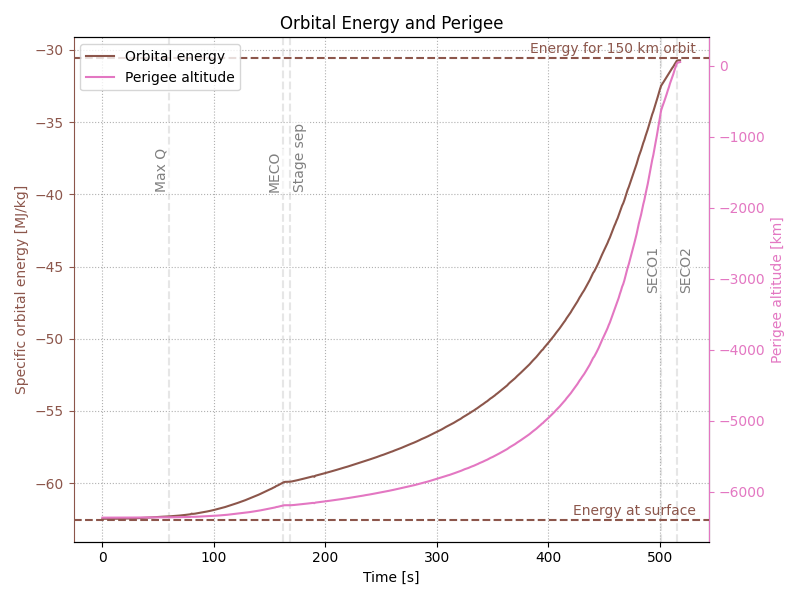 Orbital Energy and Perigee
Orbital energy
Perigee altitude
Energy for 150 km orbit
Energy at surface
Max Q
MECO
Stage sep
SECO1
SECO2
Specific orbital energy [MJ/kg]
−30
−35
−40
−45
−50
−55
−60
0
−1000
−2000
−3000
−4000
−5000
−6000
Perigee altitude [km]
0
100
200
300
400
500
Time [s]